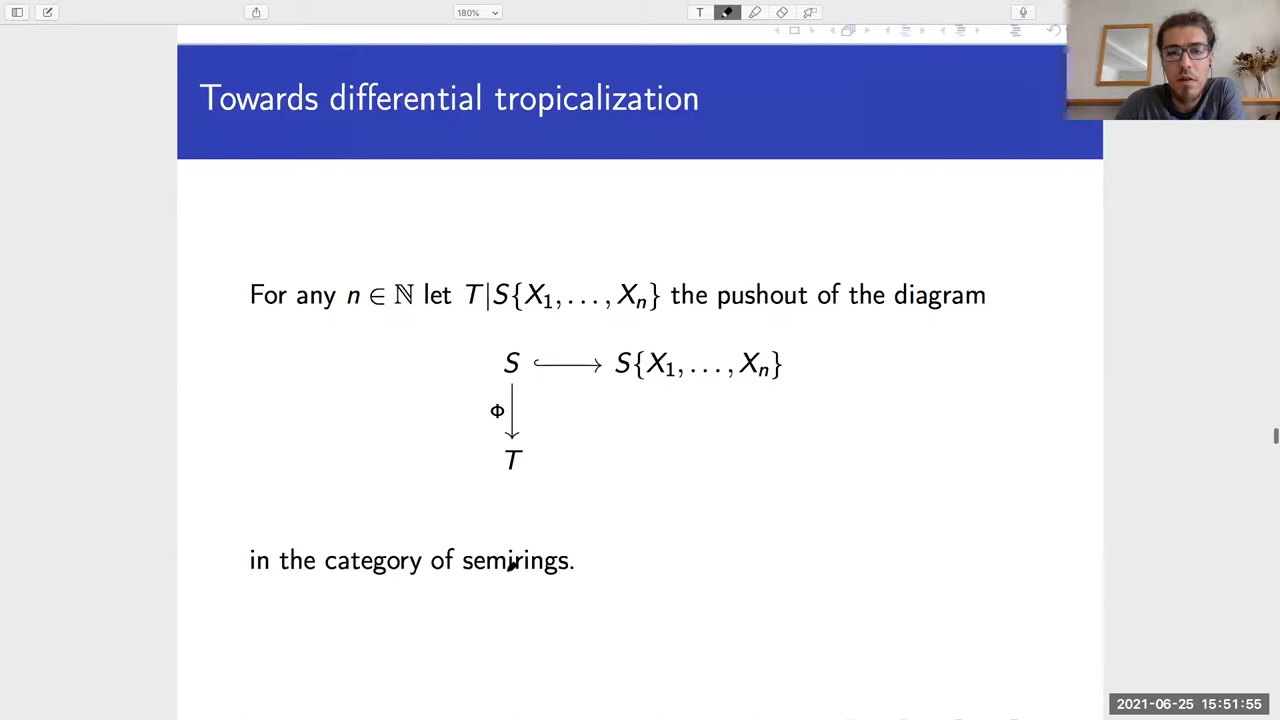 180%
T
Towards differential tropicalization
For any n ∈ ℕ let T|S{X₁, . . . , Xₙ} the pushout of the diagram
S ↪ S{X₁, . . . , Xₙ}
Φ
T
in the category of semirings.
2021-06-25 15:51:55